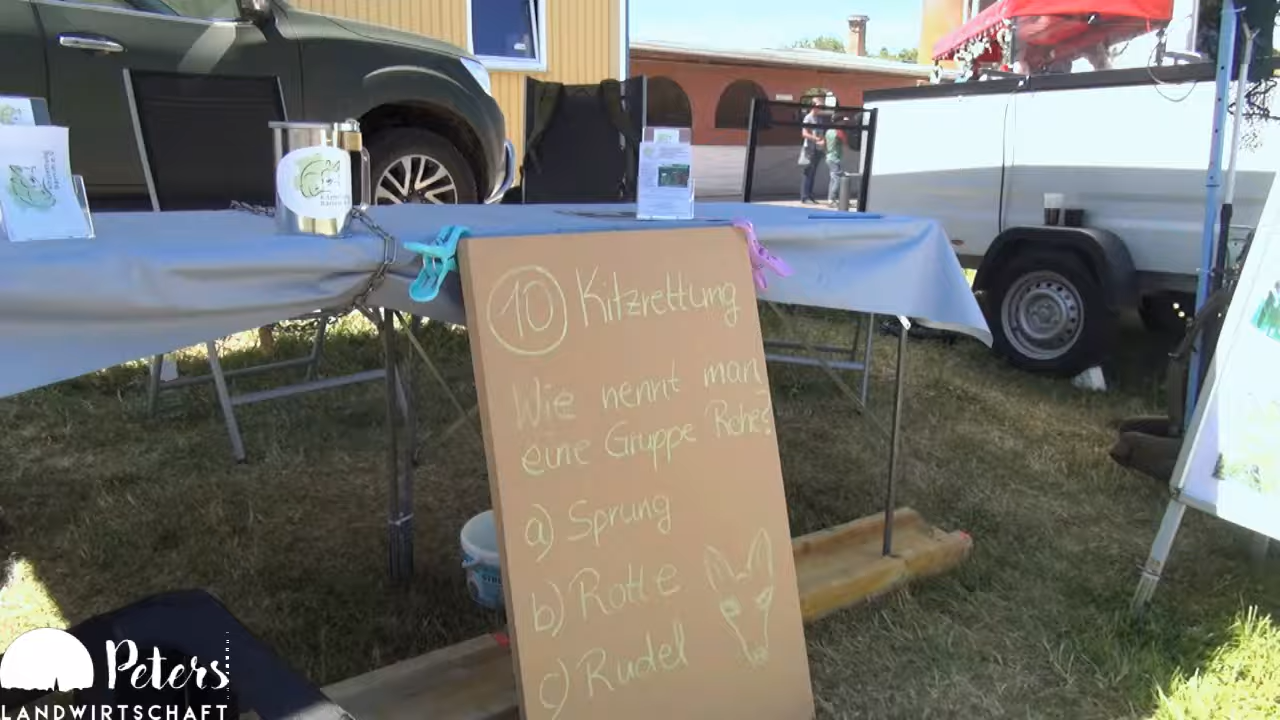 10 Kitzrettung
Wie nennt man
eine Gruppe Rehe?
a) Sprung
b) Rotte
c) Rudel
Peters
LANDWIRTSCHAFT